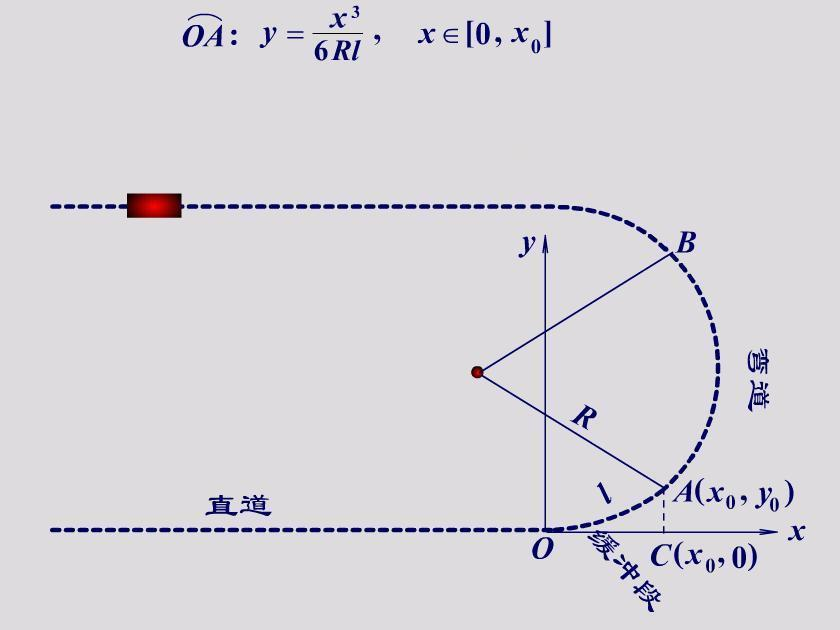 OA: y = x³/6Rl, x∈[0, x₀]
y
B
弯道
R
l
A(x₀, y₀)
直道
x
O
C(x₀, 0)
缓冲段